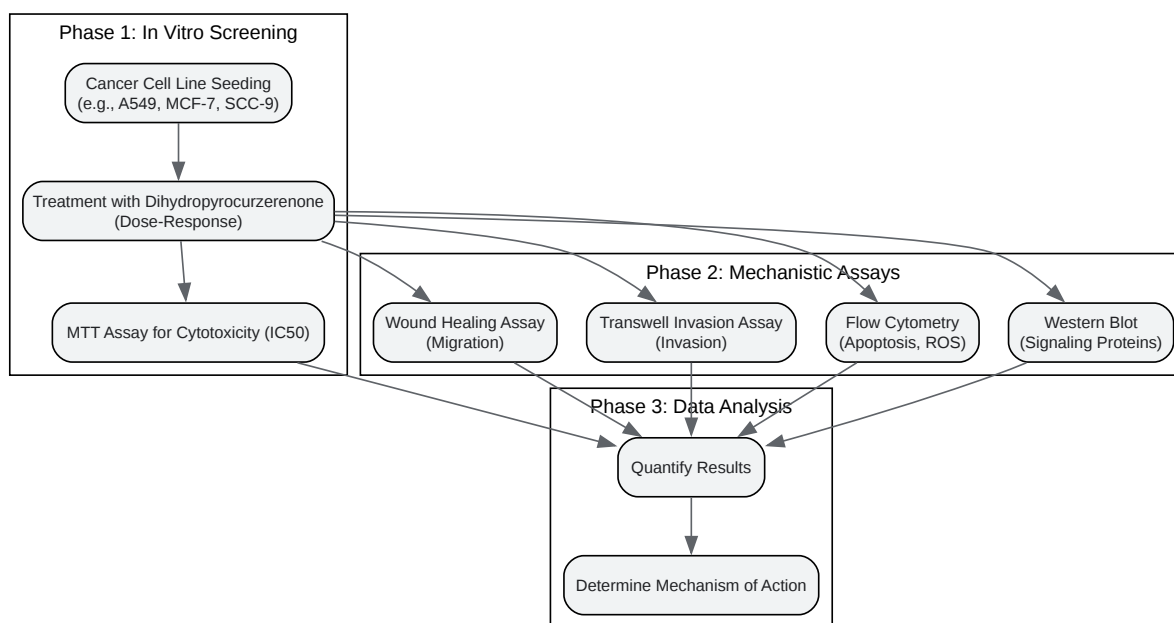 Phase 1: In Vitro Screening
Cancer Cell Line Seeding
(e.g., A549, MCF-7, SCC-9)
Treatment with Dihydropyrocurzerenone
(Dose-Response)
MTT Assay for Cytotoxicity (IC50)
Phase 2: Mechanistic Assays
Wound Healing Assay
(Migration)
Transwell Invasion Assay
(Invasion)
Flow Cytometry
(Apoptosis, ROS)
Western Blot
(Signaling Proteins)
Phase 3: Data Analysis
Quantify Results
Determine Mechanism of Action